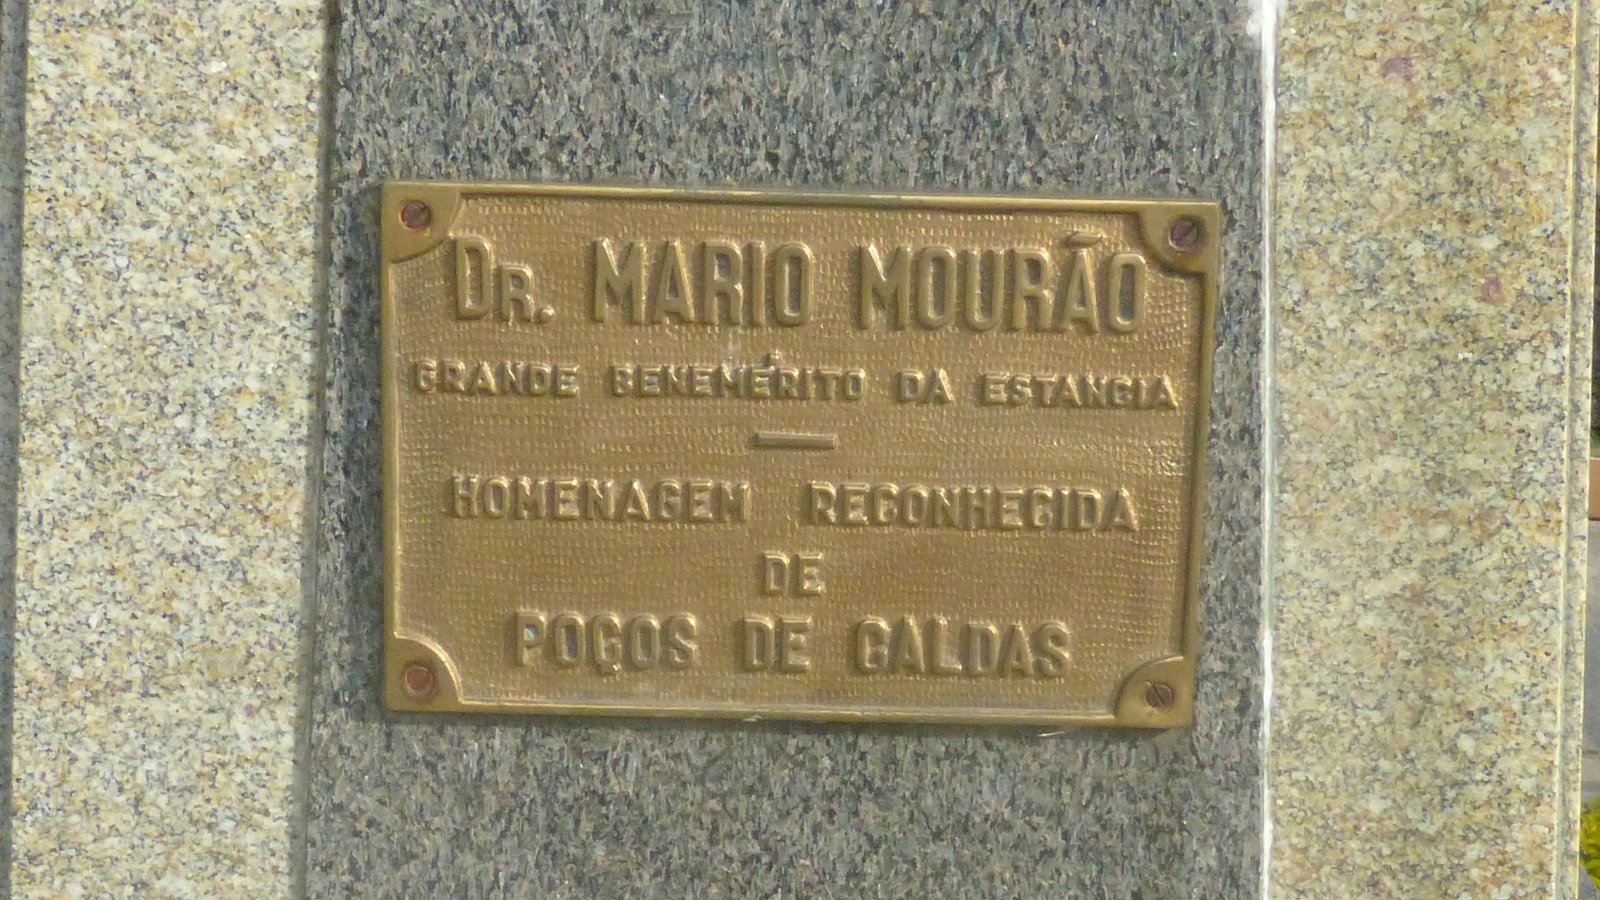 DR. MARIO MOURÃO
GRANDE BENEMÉRITO DA ESTANCIA
HOMENAGEM RECONHECIDA
DE
POÇOS DE CALDAS